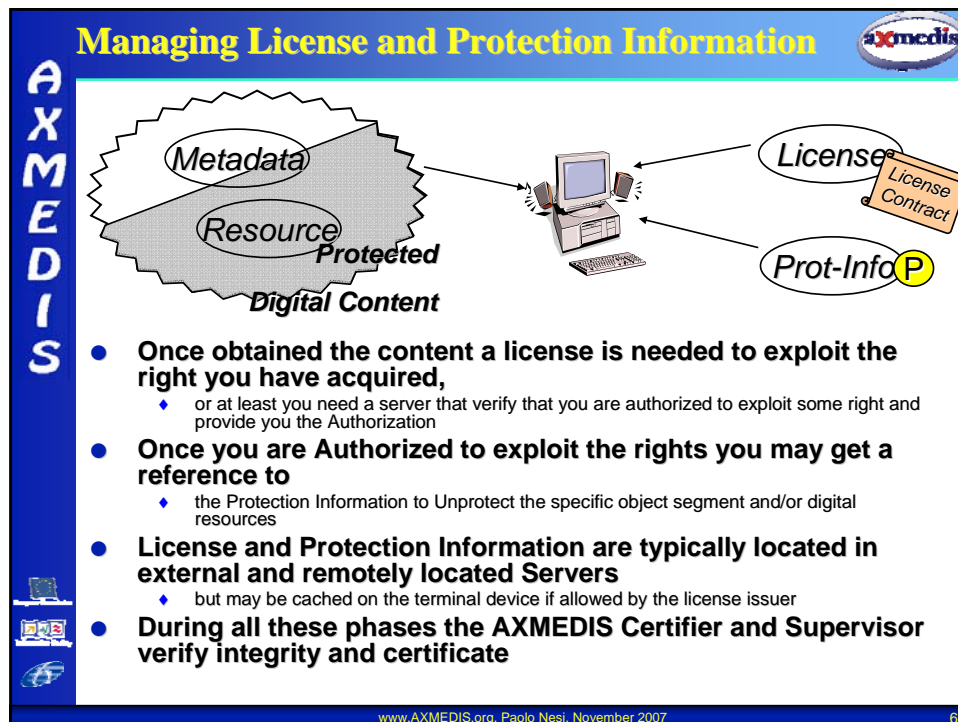 Managing License and Protection Information
axmedis
AXMEDIS
Metadata
Resource
Protected
Digital Content
License
License
Contract
Prot-Info
P
Once obtained the content a license is needed to exploit the
right you have acquired,
or at least you need a server that verify that you are authorized to exploit some right and
provide you the Authorization
Once you are Authorized to exploit the rights you may get a
reference to
the Protection Information to Unprotect the specific object segment and/or digital
resources
License and Protection Information are typically located in
external and remotely located Servers
but may be cached on the terminal device if allowed by the license issuer
During all these phases the AXMEDIS Certifier and Supervisor
verify integrity and certificate
www.AXMEDIS.org, Paolo Nesi, November 2007
6